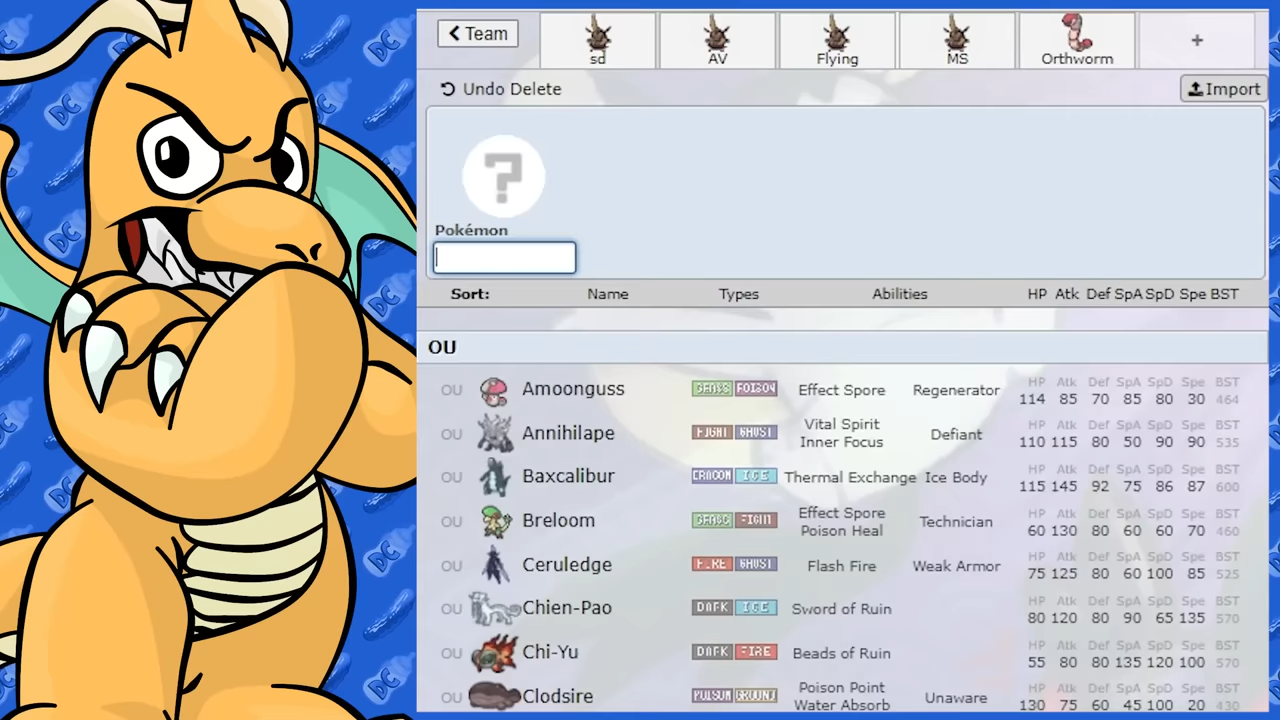 Team
sd
AV
Flying
MS
Orthworm
+
Undo Delete
Import
?
Pokémon
Sort: Name Types Abilities HP Atk Def SpA SpD Spe BST
OU
OU Amoonguss GRASS POISON Effect Spore Regenerator HP 114 Atk 85 Def 70 SpA 85 SpD 80 Spe 30 BST 464
OU Annihilape FIGHT GHOST Vital Spirit Inner Focus Defiant HP 110 Atk 115 Def 80 SpA 50 SpD 90 Spe 90 BST 535
OU Baxcalibur DRAGON ICE Thermal Exchange Ice Body HP 115 Atk 145 Def 92 SpA 75 SpD 86 Spe 87 BST 600
OU Breloom GRASS FIGHT Effect Spore Poison Heal Technician HP 60 Atk 130 Def 80 SpA 60 SpD 60 Spe 70 BST 460
OU Ceruledge FIRE GHOST Flash Fire Weak Armor HP 75 Atk 125 Def 80 SpA 60 SpD 100 Spe 85 BST 525
OU Chien-Pao DARK ICE Sword of Ruin HP 80 Atk 120 Def 80 SpA 90 SpD 65 Spe 135 BST 570
OU Chi-Yu DARK FIRE Beads of Ruin HP 55 Atk 80 Def 80 SpA 135 SpD 120 Spe 100 BST 570
OU Clodsire POISON GROUND Poison Point Water Absorb Unaware HP 130 Atk 75 Def 60 SpA 45 SpD 100 Spe 20 BST 430
DC